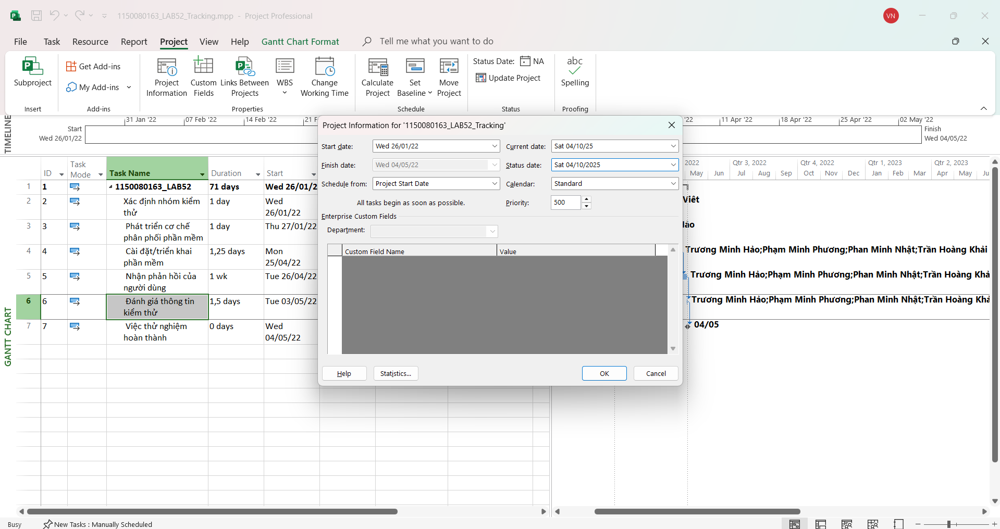 1150080163_LAB52_Tracking.mpp - Project Professional
VN
File Task Resource Report Project View Help Gantt Chart Format Tell me what you want to do
Subproject
Insert
Get Add-ins
My Add-ins
Add-ins
Project Information
Custom Fields
Links Between Projects
WBS
Change Working Time
Properties
Calculate Project
Set Baseline
Move Project
Schedule
Status Date: NA
Update Project
Status
abc
Spelling
Proofing
TIMELINE
Start
Wed 26/01/22
31 Jan '22
07 Feb '22
14 Feb '22
21 F
'22
11 Apr '22
18 Apr '22
25 Apr '22
02 May '22
Finish
Wed 04/05/22
GANTT CHART
ID
Task Mode
Task Name
Duration
Start
1 1 1150080163_LAB52 71 days Wed 26/01/2
2 2 Xác định nhóm kiểm thử 1 day Wed 26/01/22
3 3 Phát triển cơ chế phân phối phần mềm 1 day Thu 27/01/22
4 4 Cài đặt/triển khai phần mềm 1,25 days Mon 25/04/22
5 5 Nhận phản hồi của người dùng 1 wk Tue 26/04/22
6 6 Đánh giá thông tin kiểm thử 1,5 days Tue 03/05/22
7 7 Việc thử nghiệm hoàn thành 0 days Wed 04/05/22
Project Information for '1150080163_LAB52_Tracking'
Start date: Wed 26/01/22
Current date: Sat 04/10/25
Finish date: Wed 04/05/22
Status date: Sat 04/10/2025
Schedule from: Project Start Date
Calendar: Standard
All tasks begin as soon as possible.
Priority: 500
Enterprise Custom Fields
Department:
Custom Field Name
Value
Help
Statistics...
OK
Cancel
2022
Qtr 3, 2022
Qtr 4, 2022
Qtr 1, 2023
Qtr 2, 2023
May Jun Jul Aug Sep Oct Nov Dec Jan Feb Mar Apr May Ju
Viêt
Trương Minh Hảo;Phạm Minh Phương;Phan Minh Nhật;Trần Hoàng Khải
Trương Minh Hảo;Phạm Minh Phương;Phan Minh Nhật;Trần Hoàng Khả
Trương Minh Hảo;Phạm Minh Phương;Phan Minh Nhật;Trần Hoàng Khả
04/05
Busy
New Tasks : Manually Scheduled